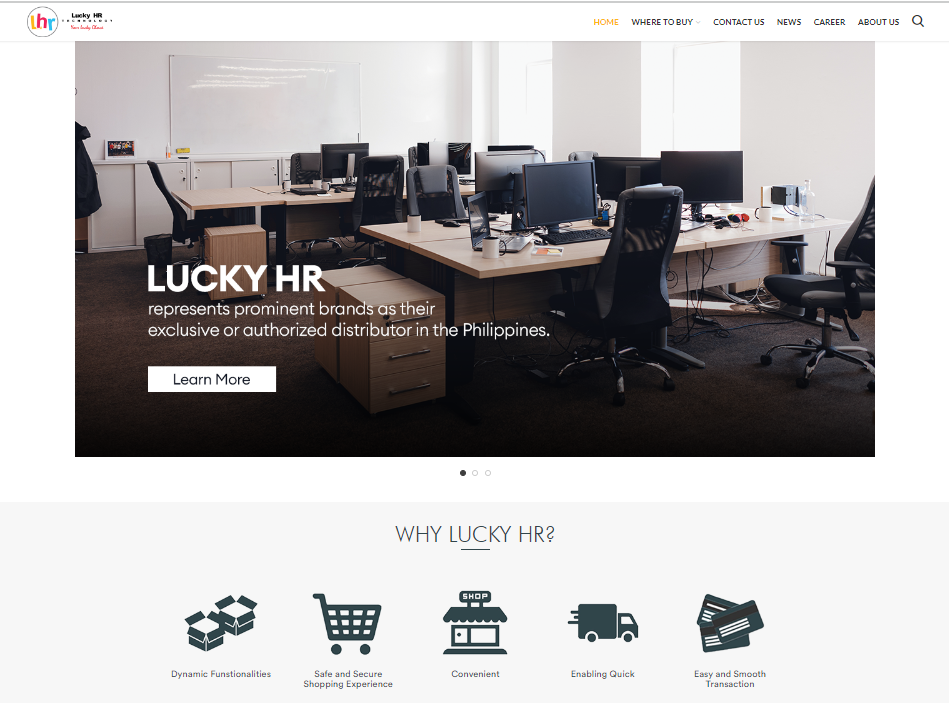 lhr
Lucky HR
TECHNOLOGY
Your Lucky Choice
HOME WHERE TO BUY CONTACT US NEWS CAREER ABOUT US
LUCKY HR
represents prominent brands as their
exclusive or authorized distributor in the Philippines.
Learn More
WHY LUCKY HR?
SHOP
Dynamic Funstionalities
Safe and Secure
Shopping Experience
Convenient
Enabling Quick
Easy and Smooth
Transaction